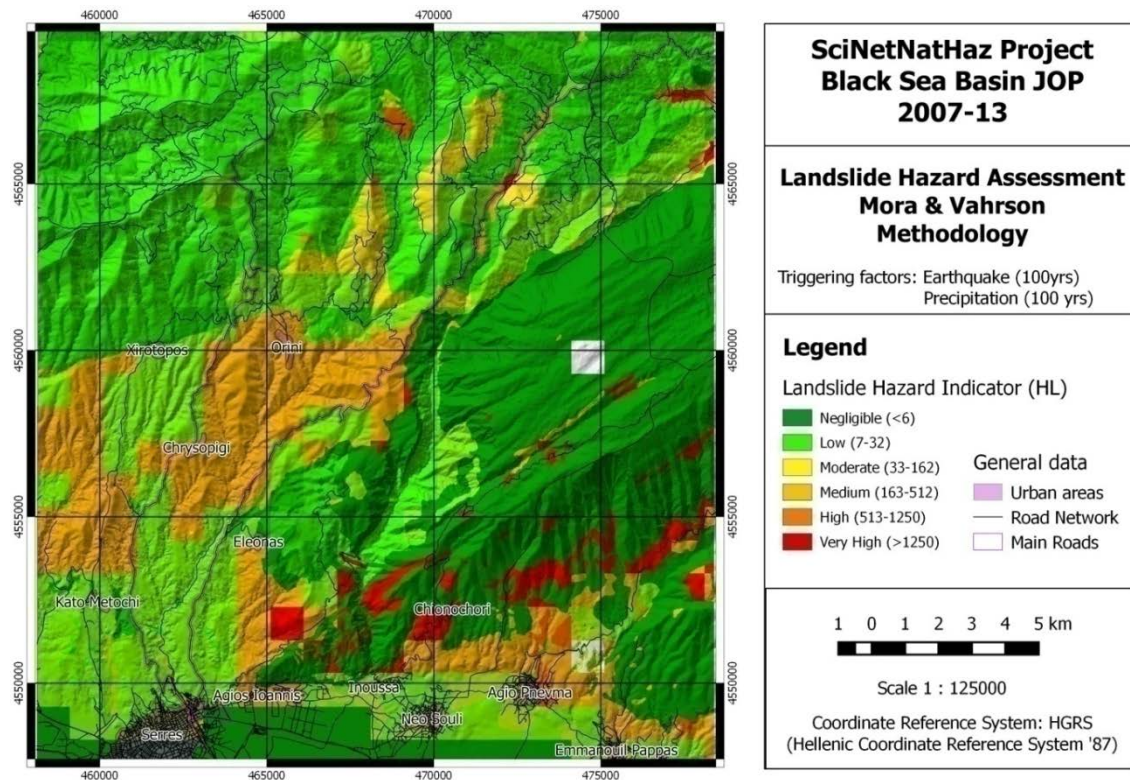 460000
465000
470000
475000
4565000
4560000
4555000
4550000
4565000
4560000
4555000
4550000
Xirotopos
Orini
Chrysopigi
Eleonas
Kato Metochi
Chionochori
Agios Ioannis
Inoussa
Agio Pnevma
Neo Souli
Serres
Emmanouil Pappas
460000
465000
470000
475000
SciNetNatHaz Project
Black Sea Basin JOP
2007-13
Landslide Hazard Assessment
Mora & Vahrson
Methodology
Triggering factors: Earthquake (100yrs)
Precipitation (100 yrs)
Legend
Landslide Hazard Indicator (HL)
Negligible (<6)
Low (7-32)
Moderate (33-162)
Medium (163-512)
High (513-1250)
Very High (>1250)
General data
Urban areas
Road Network
Main Roads
1 0 1 2 3 4 5 km
Scale 1 : 125000
Coordinate Reference System: HGRS
(Hellenic Coordinate Reference System '87)